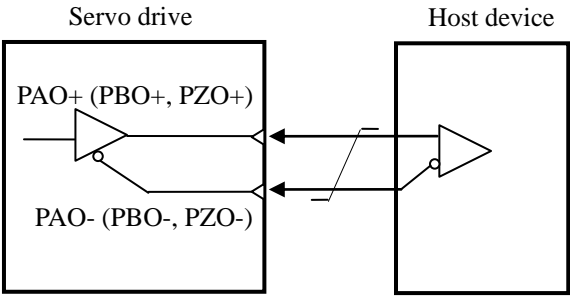 Servo drive
Host device
PAO+ (PBO+, PZO+)
PAO- (PBO-, PZO-)